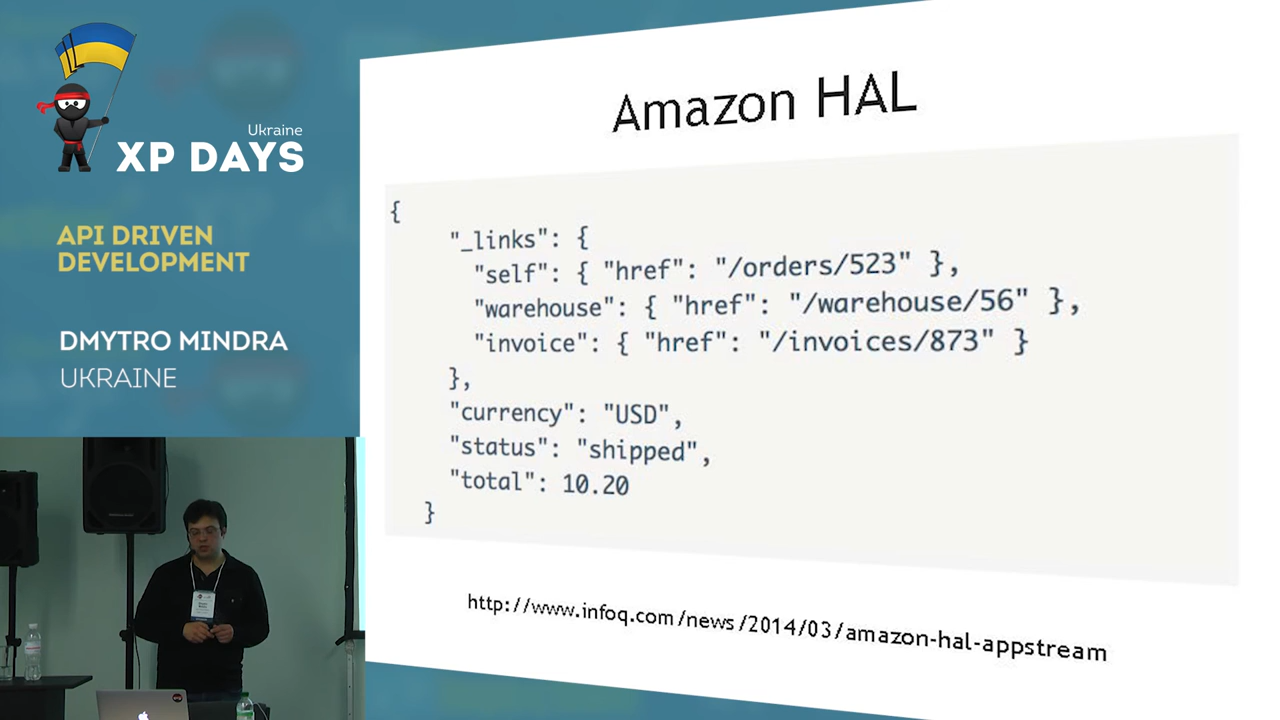 Ukraine
XP DAYS
API DRIVEN
DEVELOPMENT
DMYTRO MINDRA
UKRAINE
Amazon HAL
{
"_links": {
"self": { "href": "/orders/523" },
"warehouse": { "href": "/warehouse/56" },
"invoice": { "href": "/invoices/873" }
},
"currency": "USD",
"status": "shipped",
"total": 10.20
}
http://www.infoq.com/news/2014/03/amazon-hal-appstream